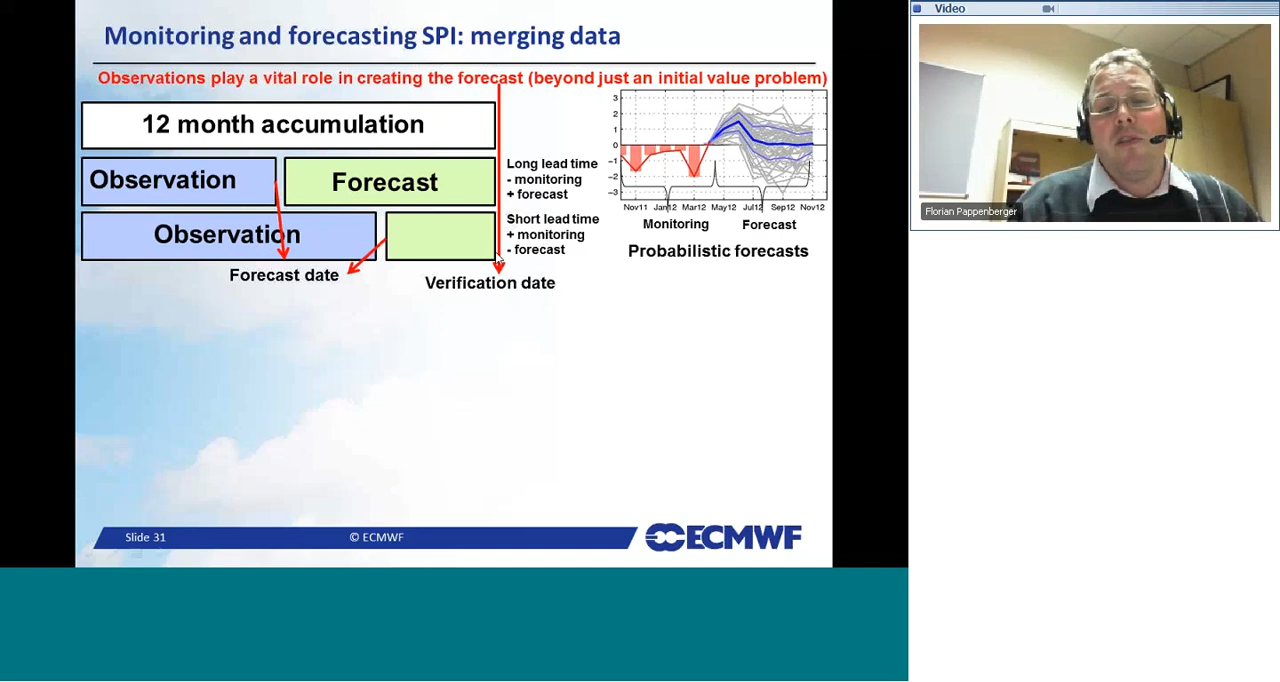 Monitoring and forecasting SPI: merging data
Observations play a vital role in creating the forecast (beyond just an initial value problem)
12 month accumulation
Observation
Forecast
Long lead time
- monitoring
+ forecast
Observation
Short lead time
+ monitoring
- forecast
Forecast date
Verification date
3
2
1
0
−1
−2
−3
Nov11 Jan12 Mar12 May12 Jul12 Sep12 Nov12
Monitoring
Forecast
Probabilistic forecasts
Slide 31
© ECMWF
ECMWF
Video
Florian Pappenberger